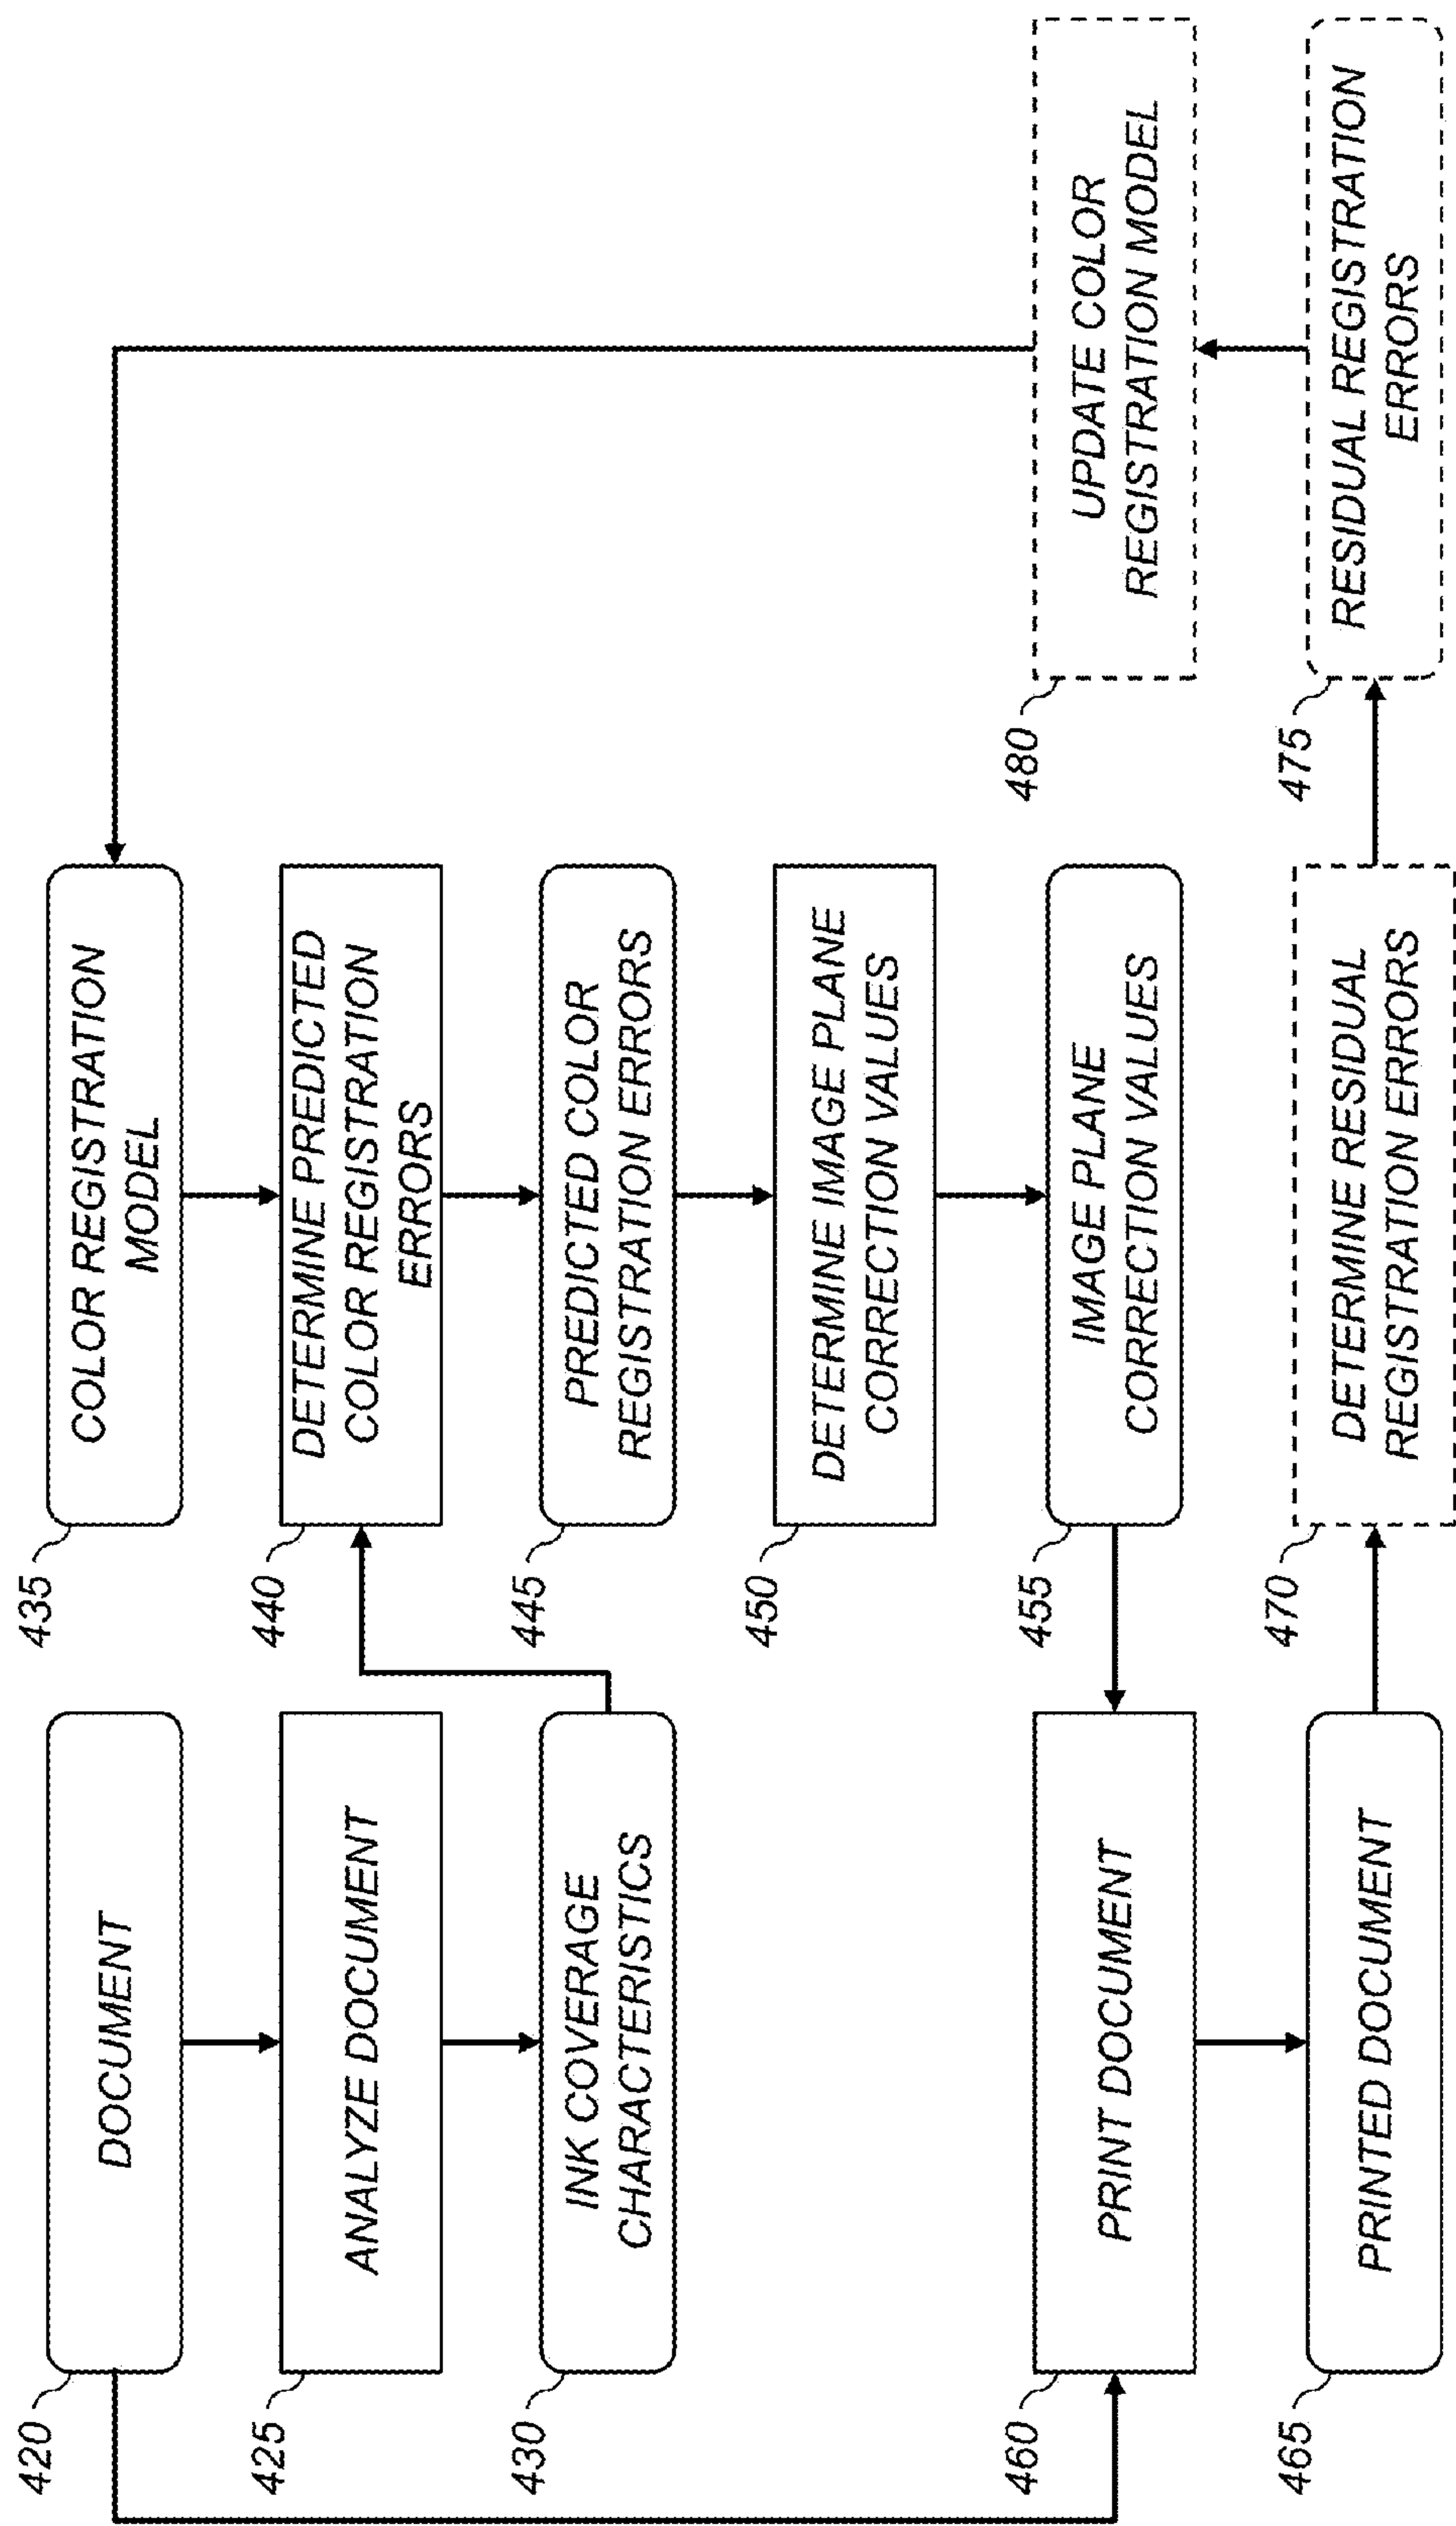 420
DOCUMENT
425
ANALYZE DOCUMENT
430
INK COVERAGE
CHARACTERISTICS
435
COLOR REGISTRATION
MODEL
440
DETERMINE PREDICTED
COLOR REGISTRATION
ERRORS
445
PREDICTED COLOR
REGISTRATION ERRORS
450
DETERMINE IMAGE PLANE
CORRECTION VALUES
455
IMAGE PLANE
CORRECTION VALUES
460
PRINT DOCUMENT
465
PRINTED DOCUMENT
470
DETERMINE RESIDUAL
REGISTRATION ERRORS
475
RESIDUAL REGISTRATION
ERRORS
480
UPDATE COLOR
REGISTRATION MODEL